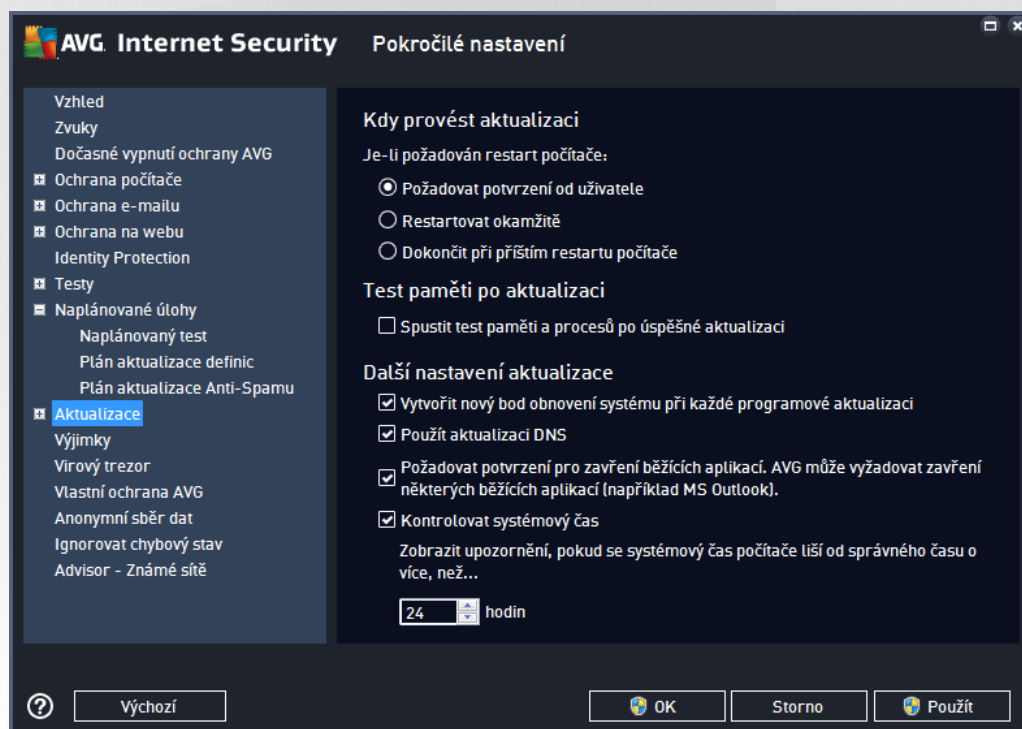 AVG. Internet Security
Pokročilé nastavení
Vzhled
Zvuky
Dočasné vypnutí ochrany AVG
Ochrana počítače
Ochrana e-mailu
Ochrana na webu
Identity Protection
Testy
Naplánované úlohy
Naplánovaný test
Plán aktualizace definic
Plán aktualizace Anti-Spamu
Aktualizace
Výjimky
Virový trezor
Vlastní ochrana AVG
Anonymní sběr dat
Ignorovat chybový stav
Advisor - Známé sítě
Kdy provést aktualizaci
Je-li požadován restart počítače:
Požadovat potvrzení od uživatele
Restartovat okamžitě
Dokončit při příštím restartu počítače
Test paměti po aktualizaci
Spustit test paměti a procesů po úspěšné aktualizaci
Další nastavení aktualizace
Vytvořit nový bod obnovení systému při každé programové aktualizaci
Použít aktualizaci DNS
Požadovat potvrzení pro zavření běžících aplikací. AVG může vyžadovat zavření
některých běžících aplikací (například MS Outlook).
Kontrolovat systémový čas
Zobrazit upozornění, pokud se systémový čas počítače liší od správného času o
více, než...
24 hodin
? Výchozí
OK
Storno
Použít